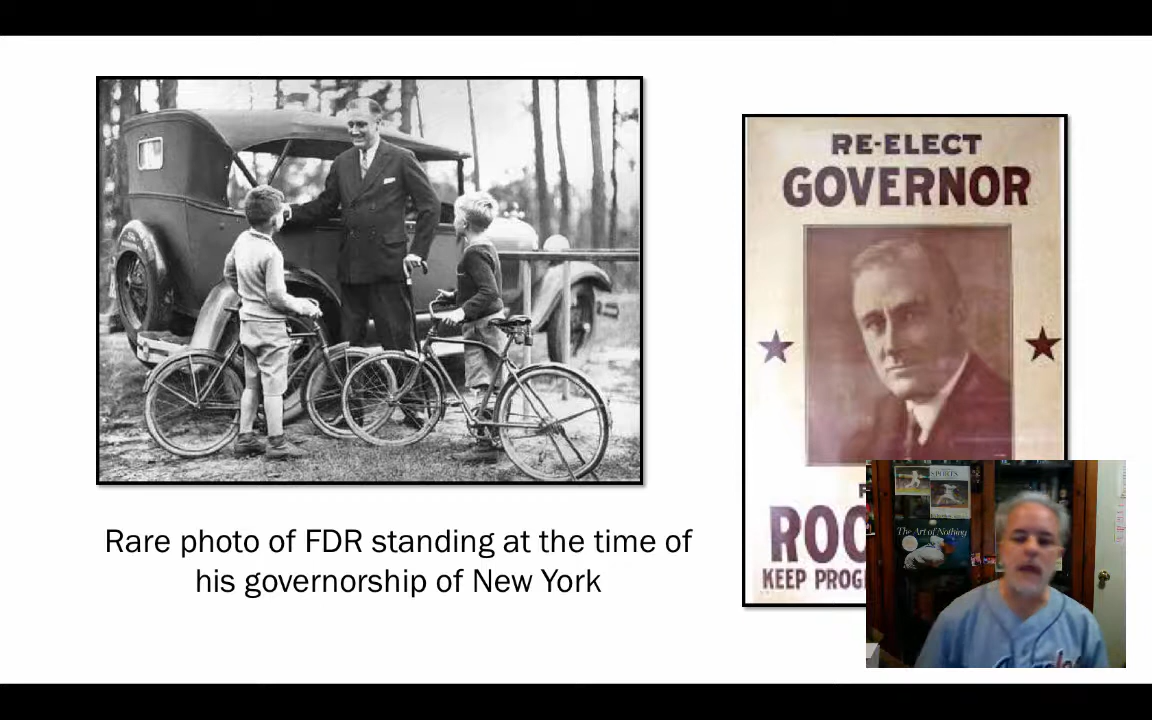 Rare photo of FDR standing at the time of
his governorship of New York
RE-ELECT
GOVERNOR
ROO
KEEP PROG
The Art of Nothing